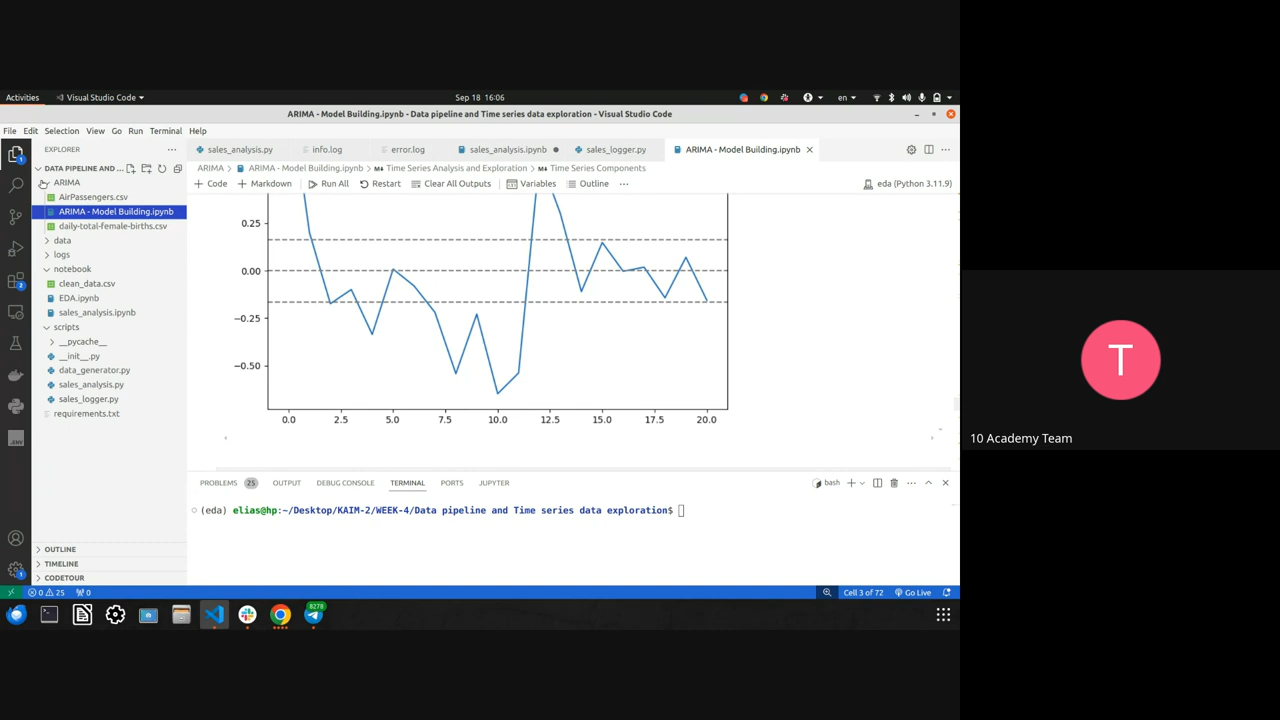 Activities Visual Studio Code Sep 18 16:06 en
ARIMA - Model Building.ipynb - Data pipeline and Time series data exploration - Visual Studio Code
File Edit Selection View Go Run Terminal Help
EXPLORER
sales_analysis.py info.log error.log sales_analysis.ipynb sales_logger.py ARIMA - Model Building.ipynb
DATA PIPELINE AND ...
ARIMA > ARIMA - Model Building.ipynb > Time Series Analysis and Exploration > Time Series Components
+ Code + Markdown Run All Restart Clear All Outputs Variables Outline ... eda (Python 3.11.9)
ARIMA
AirPassengers.csv
ARIMA - Model Building.ipynb
daily-total-female-births.csv
data
logs
notebook
clean_data.csv
EDA.ipynb
sales_analysis.ipynb
scripts
__pycache__
__init__.py
data_generator.py
sales_analysis.py
sales_logger.py
requirements.txt
0.25
0.00
−0.25
−0.50
0.0 2.5 5.0 7.5 10.0 12.5 15.0 17.5 20.0
PROBLEMS 25 OUTPUT DEBUG CONSOLE TERMINAL PORTS JUPYTER bash
(eda) elias@hp:~/Desktop/KAIM-2/WEEK-4/Data pipeline and Time series data exploration$
OUTLINE
TIMELINE
CODETOUR
0 25 0 Cell 3 of 72 Go Live
8278
T
10 Academy Team